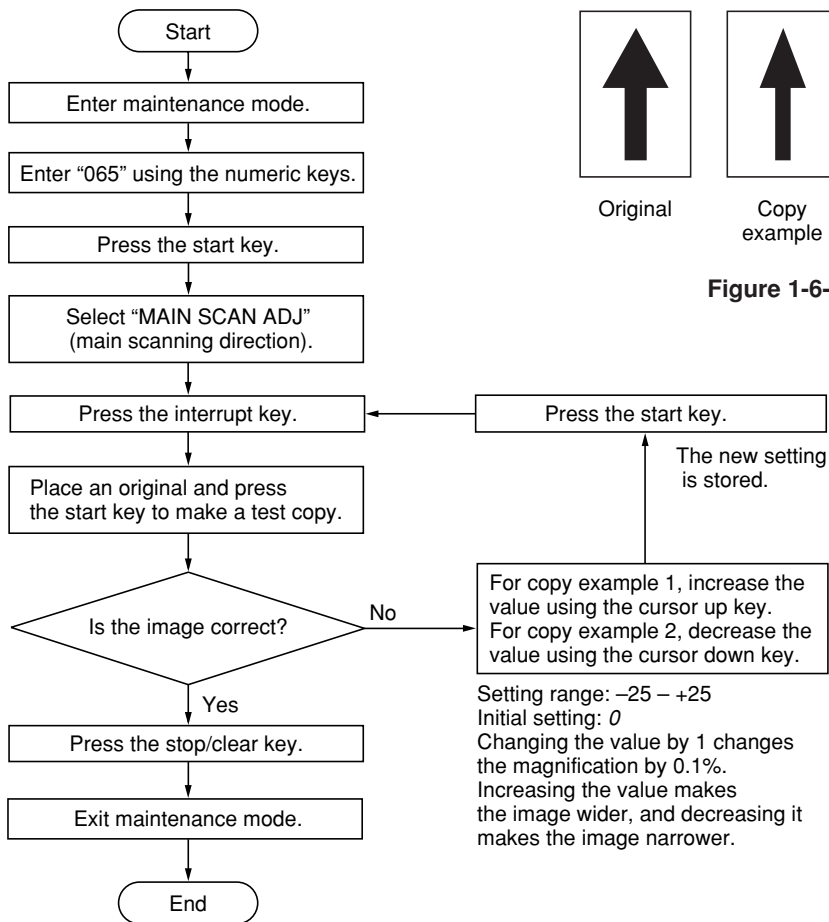 Start
Enter maintenance mode.
Enter “065” using the numeric keys.
Press the start key.
Select “MAIN SCAN ADJ”
(main scanning direction).
Press the interrupt key.
Place an original and press
the start key to make a test copy.
Is the image correct?
No
Yes
Press the stop/clear key.
Exit maintenance mode.
End
Original
Copy
example
Figure 1-6-
Press the start key.
The new setting
is stored.
For copy example 1, increase the
value using the cursor up key.
For copy example 2, decrease the
value using the cursor down key.
Setting range: –25 – +25
Initial setting: 0
Changing the value by 1 changes
the magnification by 0.1%.
Increasing the value makes
the image wider, and decreasing it
makes the image narrower.